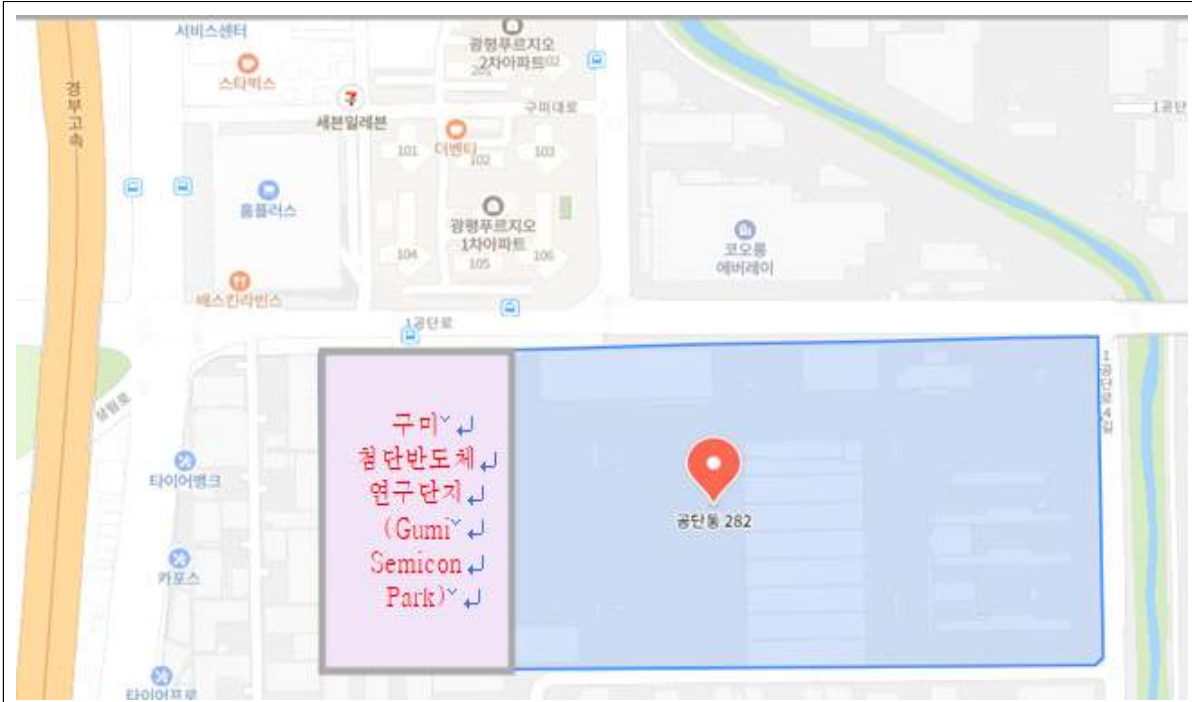 서비스센터
스타벅스
세븐일레븐
광평푸르지오
2차아파트
201
102
구미대로
1공단
경부고속
101
더벤티
102
103
홈플러스
광평푸르지오
1차아파트
104
105
106
코오롱
에버레이
배스킨라빈스
1공단로
1공단로4길
구미
첨단반도체
연구단지
(Gumi
Semicon
Park)
공단동 282
타이어뱅크
카포스
타이어프로